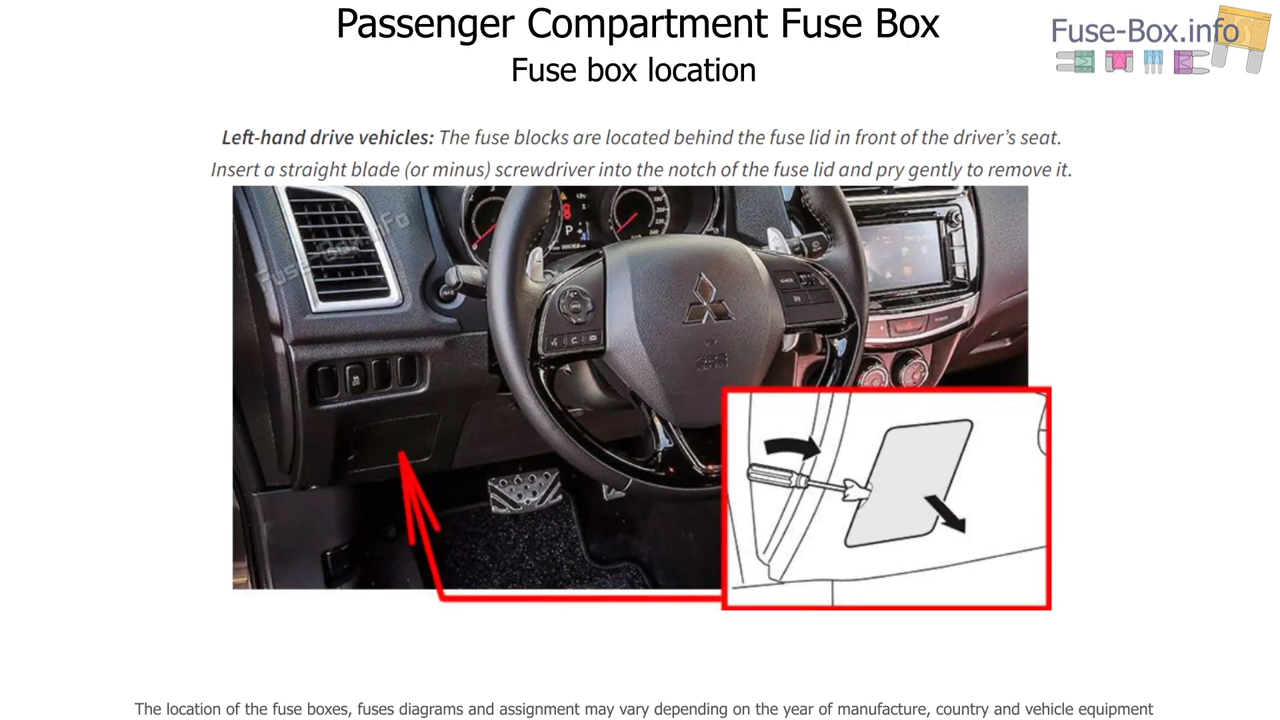 Passenger Compartment Fuse Box
Fuse box location
Fuse-Box.info
Left-hand drive vehicles: The fuse blocks are located behind the fuse lid in front of the driver’s seat.
Insert a straight blade (or minus) screwdriver into the notch of the fuse lid and pry gently to remove it.
Fuse-Box.inFo
P
The location of the fuse boxes, fuses diagrams and assignment may vary depending on the year of manufacture, country and vehicle equipment